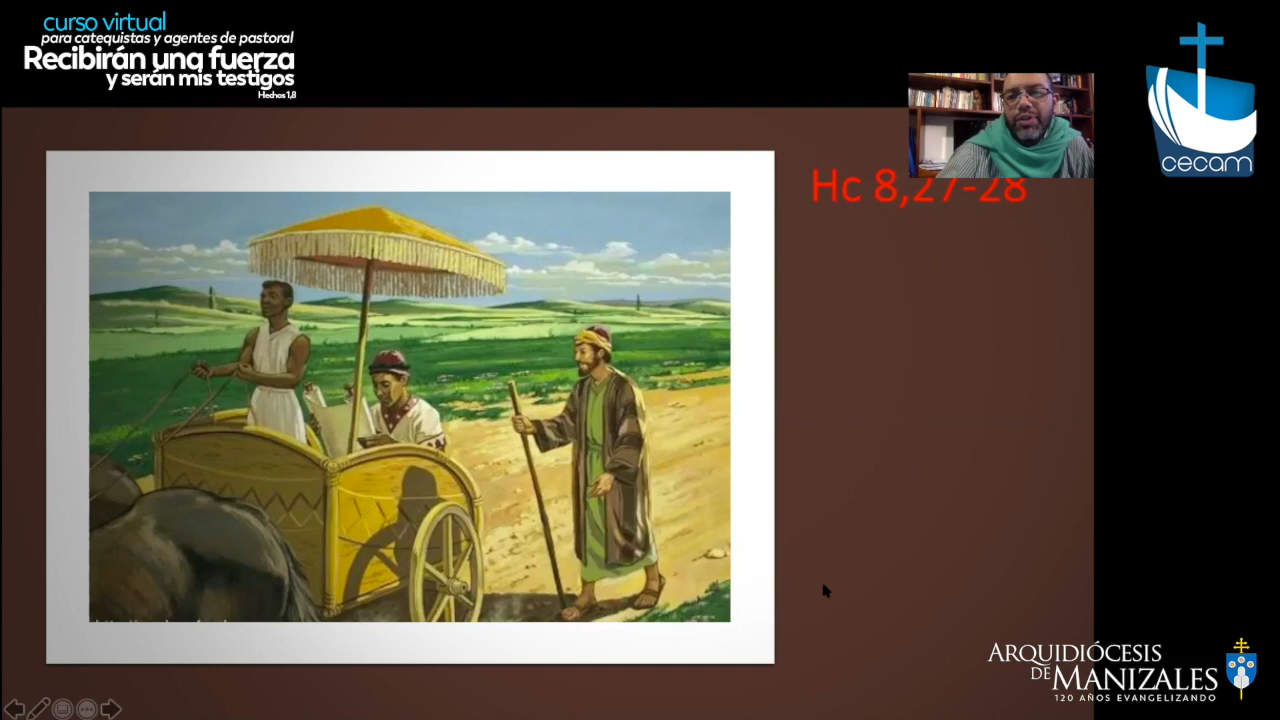 curso virtual
para catequistas y agentes de pastoral
Recibirán una fuerza
y serán mis testigos
Hechos 1,8
cecam
Hc 8,27-28
ARQUIDIÓCESIS
DE MANIZALES
120 AÑOS EVANGELIZANDO